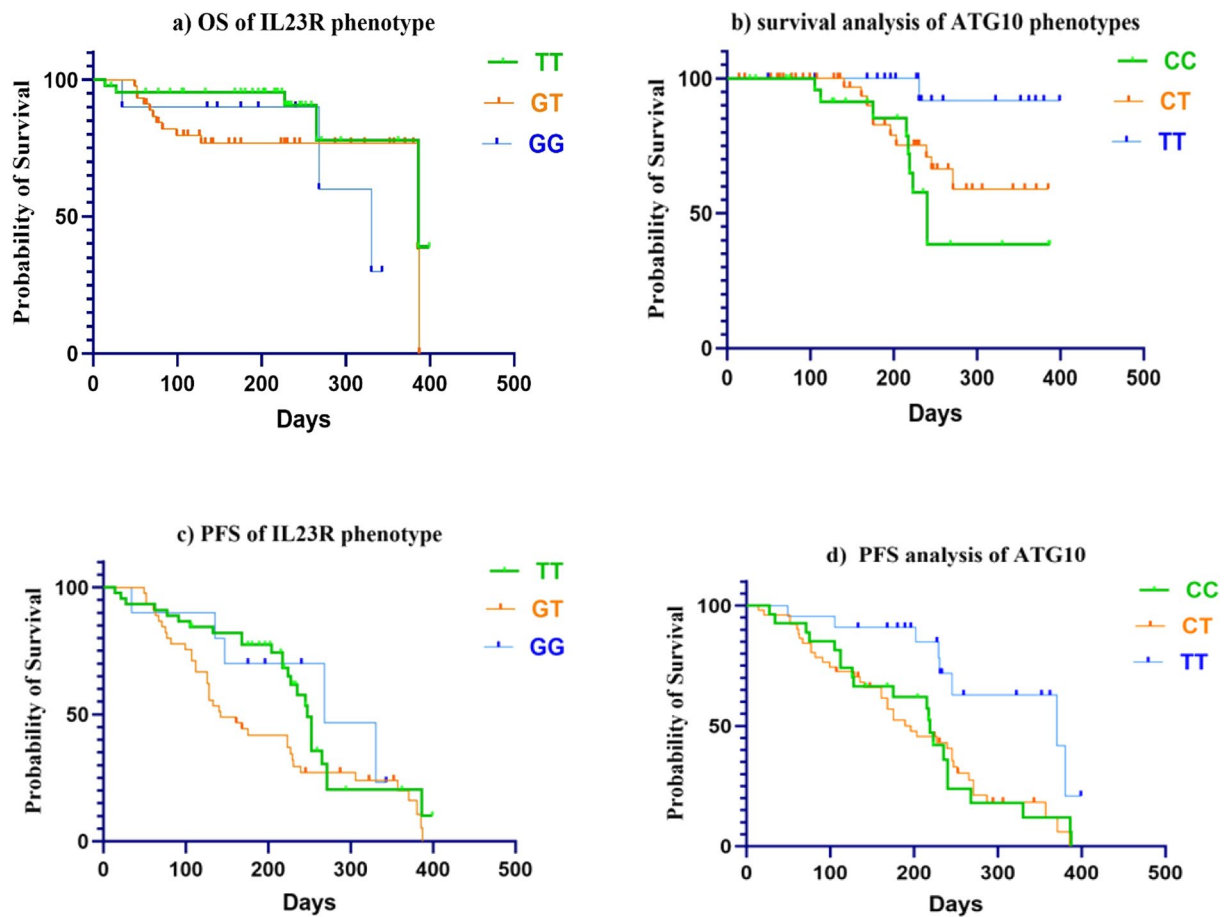 a) OS of IL23R phenotype
TT
GT
GG
Probability of Survival
100
50
0
0 100 200 300 400 500
Days
b) survival analysis of ATG10 phenotypes
CC
CT
TT
Probability of Survival
100
50
0
0 100 200 300 400 500
Days
c) PFS of IL23R phenotype
TT
GT
GG
Probability of Survival
100
50
0
0 100 200 300 400 500
Days
d) PFS analysis of ATG10
CC
CT
TT
Probability of Survival
100
50
0
0 100 200 300 400 500
Days